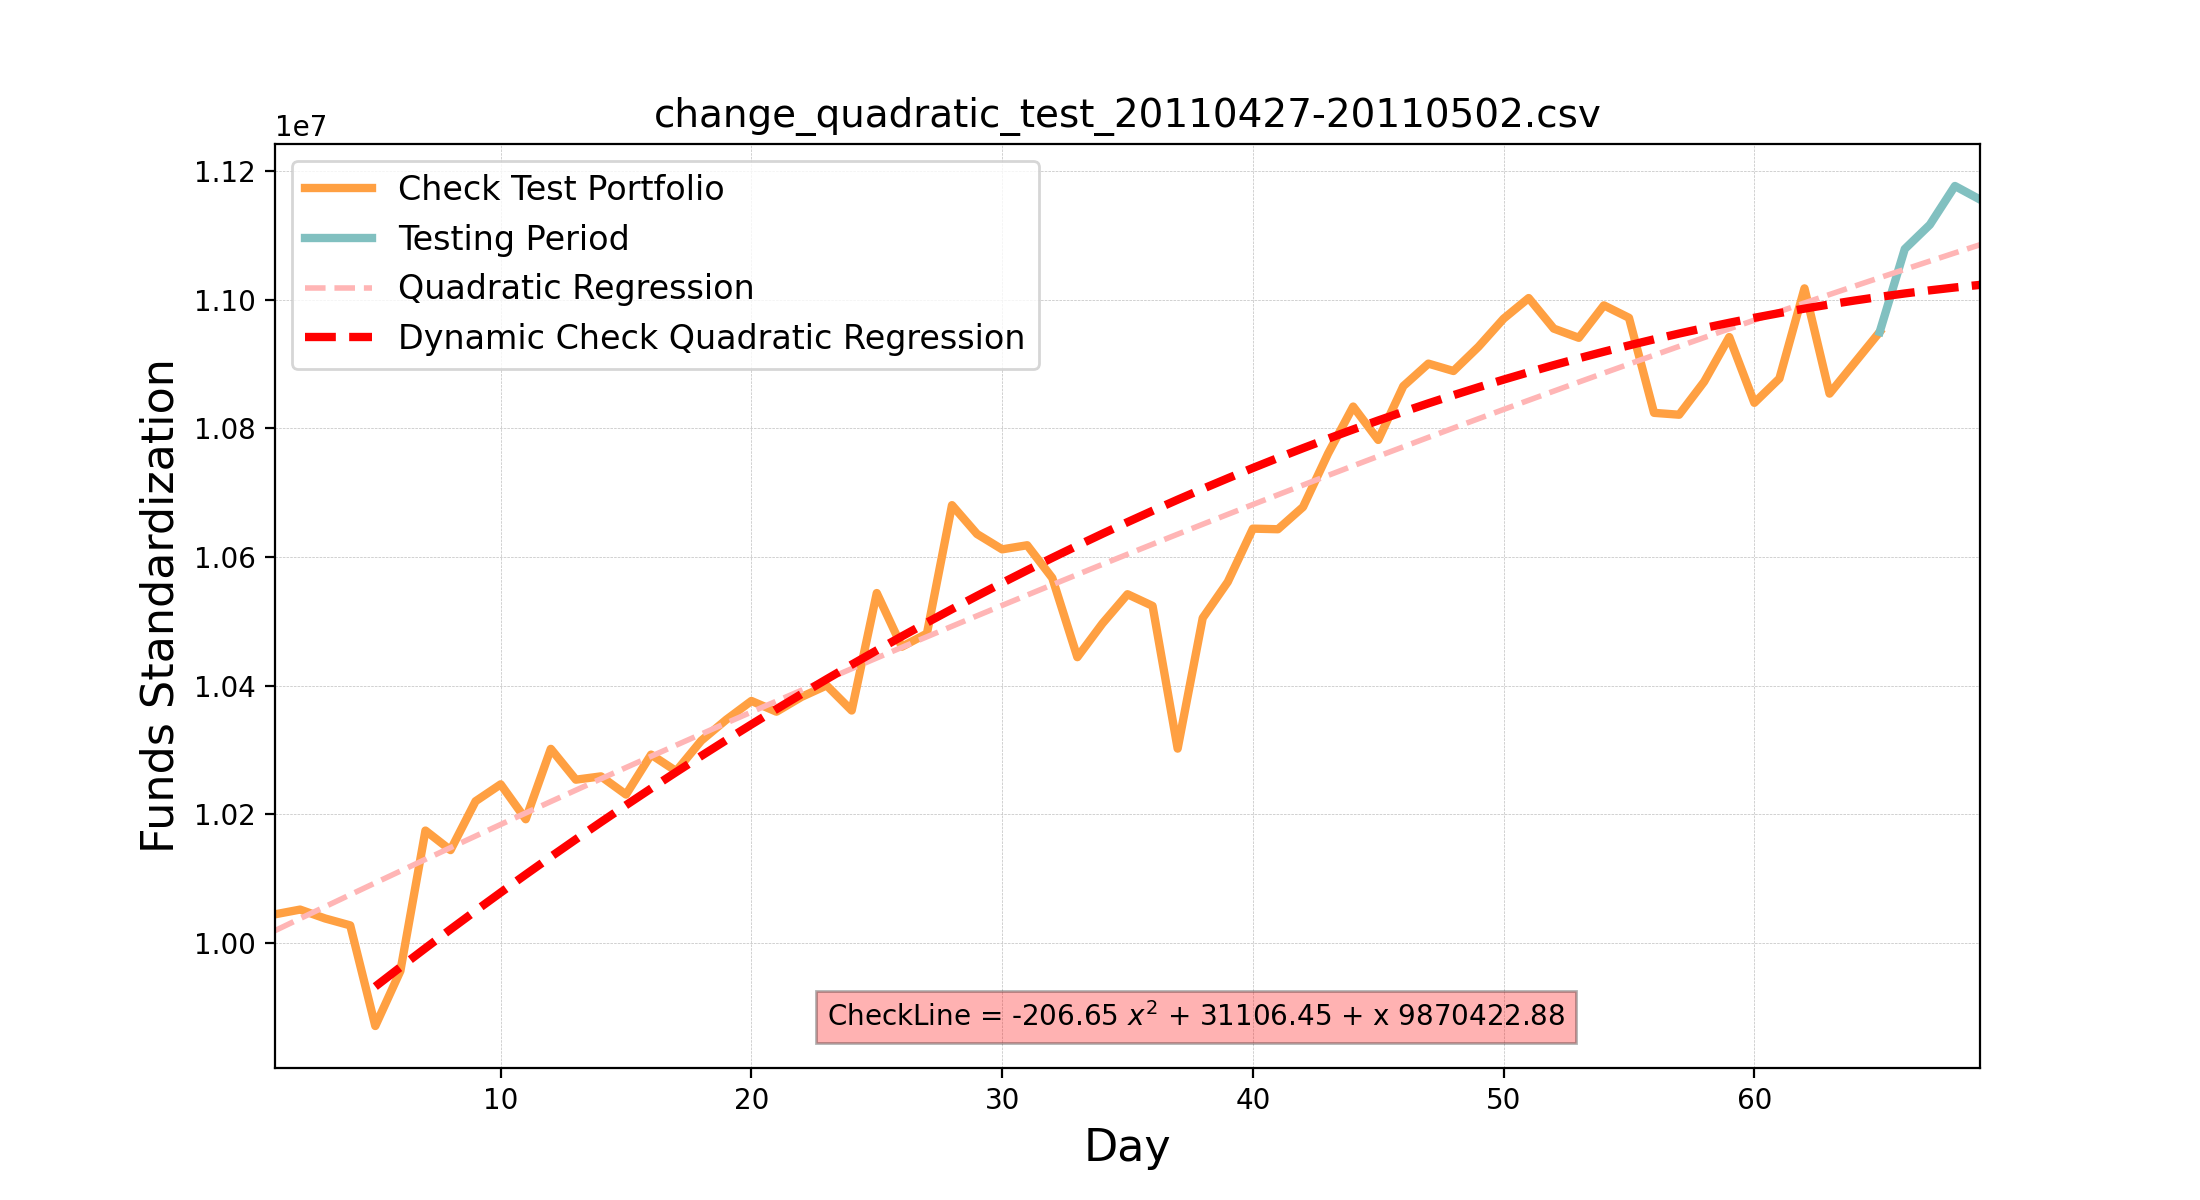 change_quadratic_test_20110427-20110502.csv
1e7
1.12
1.10
1.08
1.06
1.04
1.02
1.00
Funds Standardization
Check Test Portfolio
Testing Period
Quadratic Regression
Dynamic Check Quadratic Regression
CheckLine = -206.65 x² + 31106.45 + x 9870422.88
10 20 30 40 50 60
Day